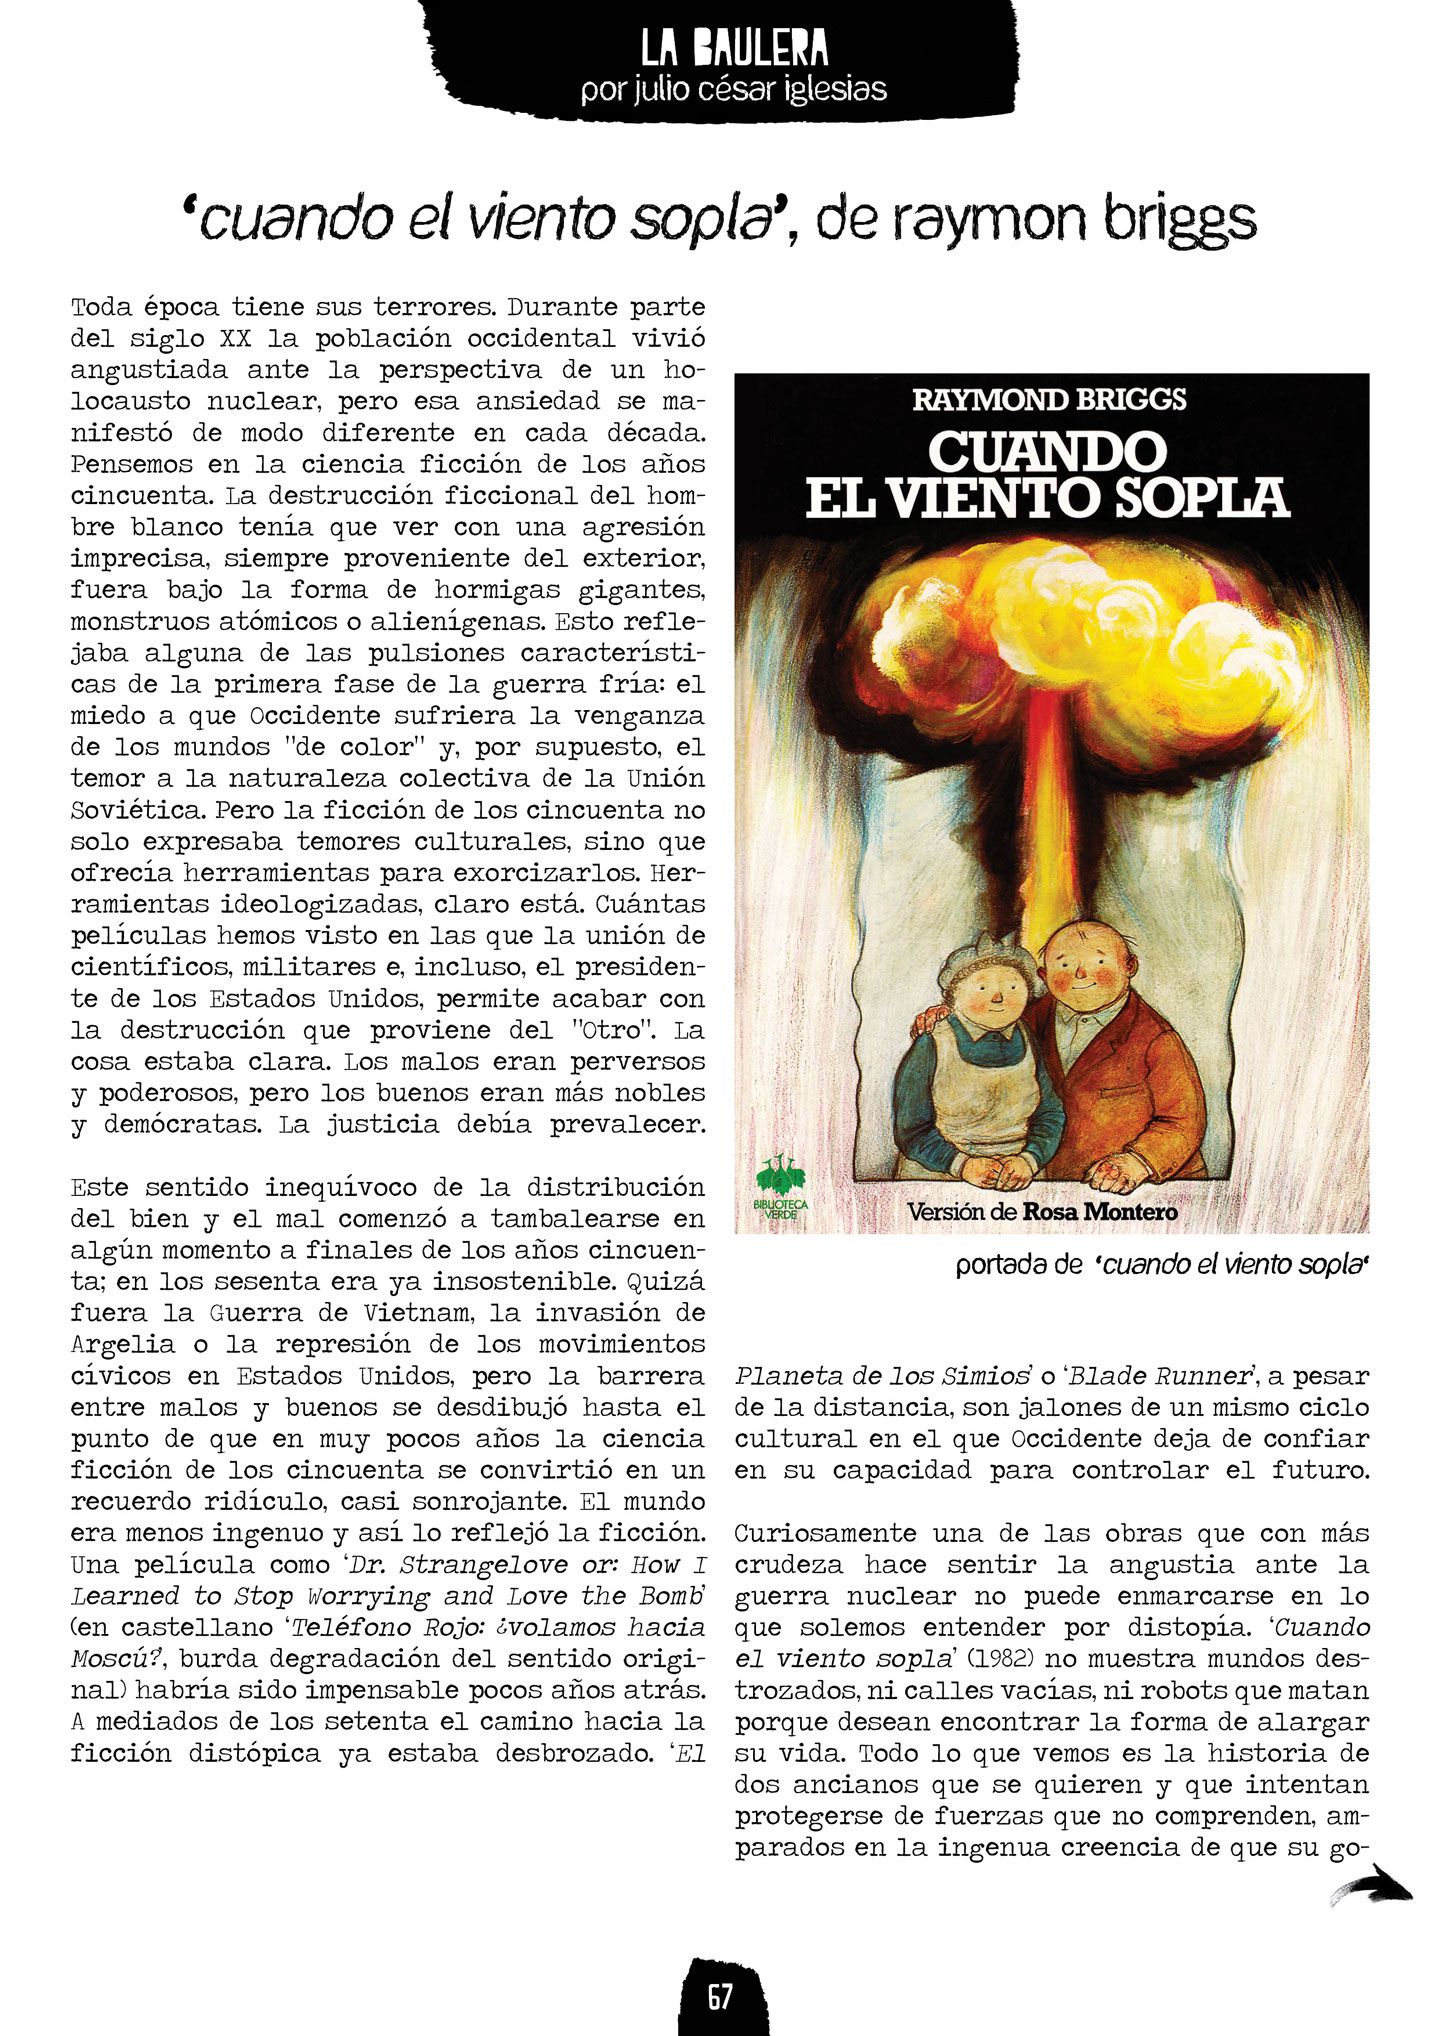 LA BAULERA
por julio césar iglesias
‘cuando el viento sopla’, de raymon briggs
Toda época tiene sus terrores. Durante parte
del siglo XX la población occidental vivió
angustiada ante la perspectiva de un ho-
locausto nuclear, pero esa ansiedad se ma-
nifestó de modo diferente en cada década.
Pensemos en la ciencia ficción de los años
cincuenta. La destrucción ficcional del hom-
bre blanco tenía que ver con una agresión
imprecisa, siempre proveniente del exterior,
fuera bajo la forma de hormigas gigantes,
monstruos atómicos o alienígenas. Esto refle-
jaba alguna de las pulsiones característi-
cas de la primera fase de la guerra fría: el
miedo a que Occidente sufriera la venganza
de los mundos "de color" y, por supuesto, el
temor a la naturaleza colectiva de la Unión
Soviética. Pero la ficción de los cincuenta no
solo expresaba temores culturales, sino que
ofrecía herramientas para exorcizarlos. Her-
ramientas ideologizadas, claro está. Cuántas
películas hemos visto en las que la unión de
científicos, militares e, incluso, el presiden-
te de los Estados Unidos, permite acabar con
la destrucción que proviene del "Otro". La
cosa estaba clara. Los malos eran perversos
y poderosos, pero los buenos eran más nobles
y demócratas. La justicia debía prevalecer.
Este sentido inequívoco de la distribución
del bien y el mal comenzó a tambalearse en
algún momento a finales de los años cincuen-
ta; en los sesenta era ya insostenible. Quizá
fuera la Guerra de Vietnam, la invasión de
Argelia o la represión de los movimientos
cívicos en Estados Unidos, pero la barrera
entre malos y buenos se desdibujó hasta el
punto de que en muy pocos años la ciencia
ficción de los cincuenta se convirtió en un
recuerdo ridículo, casi sonrojante. El mundo
era menos ingenuo y así lo reflejó la ficción.
Una película como ‘Dr. Strangelove or: How I
Learned to Stop Worrying and Love the Bomb’
(en castellano ‘Teléfono Rojo: ¿volamos hacia
Moscú?’, burda degradación del sentido origi-
nal) habría sido impensable pocos años atrás.
A mediados de los setenta el camino hacia la
ficción distópica ya estaba desbrozado. ‘El
RAYMOND BRIGGS
CUANDO
EL VIENTO SOPLA
BIBLIOTECA
VERDE
Versión de Rosa Montero
portada de ‘cuando el viento sopla‘
Planeta de los Simios’ o ‘Blade Runner’, a pesar
de la distancia, son jalones de un mismo ciclo
cultural en el que Occidente deja de confiar
en su capacidad para controlar el futuro.
Curiosamente una de las obras que con más
crudeza hace sentir la angustia ante la
guerra nuclear no puede enmarcarse en lo
que solemos entender por distopía. ‘Cuando
el viento sopla’ (1982) no muestra mundos des-
trozados, ni calles vacías, ni robots que matan
porque desean encontrar la forma de alargar
su vida. Todo lo que vemos es la historia de
dos ancianos que se quieren y que intentan
protegerse de fuerzas que no comprenden, am-
parados en la ingenua creencia de que su go-
67